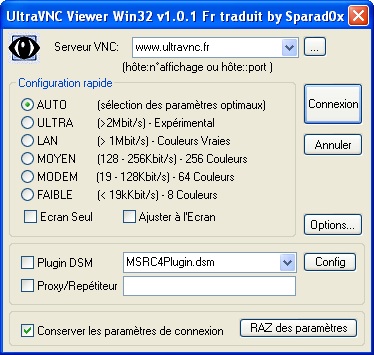 UltraVNC Viewer Win32 v1.0.1 Fr traduit by Sparad0x
Serveur VNC: www.ultravnc.fr ...
(hôte:n°affichage ou hôte::port )
Configuration rapide
AUTO (sélection des paramètres optimaux)
ULTRA (>2Mbit/s) - Expérimental
LAN (> 1Mbit/s) - Couleurs Vraies
MOYEN (128 - 256Kbit/s) - 256 Couleurs
MODEM (19 - 128Kbit/s) - 64 Couleurs
FAIBLE (< 19kKbit/s) - 8 Couleurs
Ecran Seul Ajuster à l'Ecran
Connexion
Annuler
Options...
Plugin DSM MSRC4Plugin.dsm Config
Proxy/Repétiteur
Conserver les paramètres de connexion RAZ des paramètres